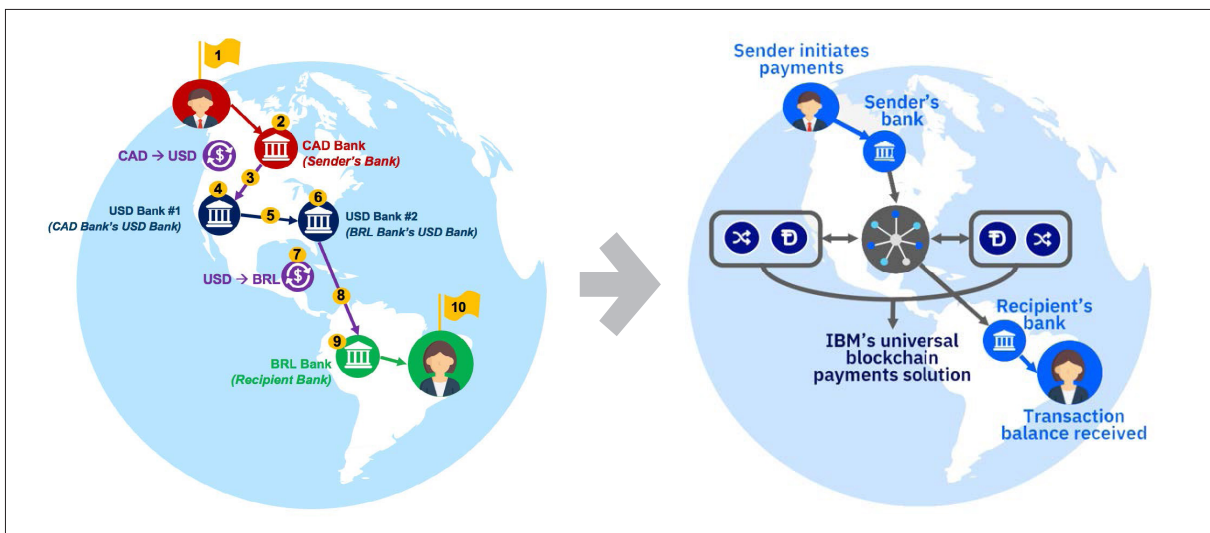 1
2
CAD Bank
(Sender's Bank)
CAD → USD
$
3
4
USD Bank #1
(CAD Bank's USD Bank)
5
6
USD Bank #2
(BRL Bank's USD Bank)
7
USD → BRL
$
8
9
BRL Bank
(Recipient Bank)
10
Sender initiates
payments
Sender's
bank
Recipient's
bank
IBM's universal
blockchain
payments solution
Transaction
balance received